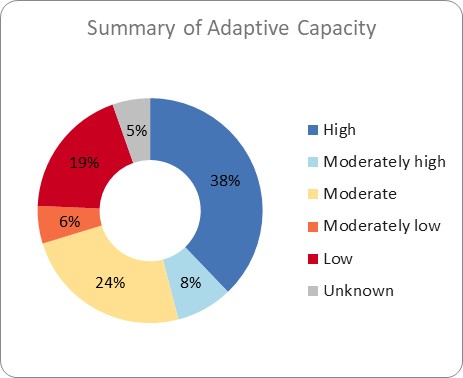 Summary of Adaptive Capacity
5%
38%
19%
6%
24%
8%
High
Moderately high
Moderate
Moderately low
Low
Unknown